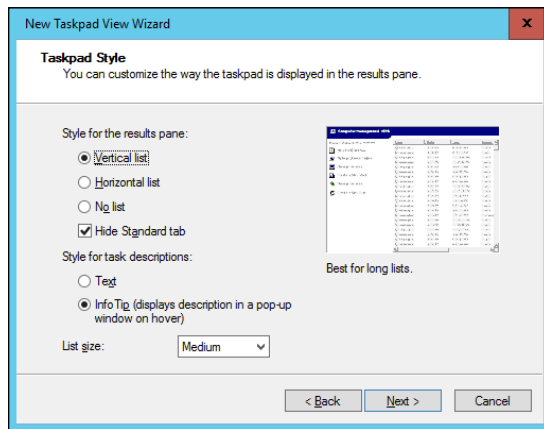 New Taskpad View Wizard
x
Taskpad Style
You can customize the way the taskpad is displayed in the results pane.
Style for the results pane:
Vertical list
Horizontal list
No list
Hide Standard tab
Best for long lists.
Style for task descriptions:
Text
InfoTip (displays description in a pop-up
window on hover)
List size:
Medium
< Back
Next >
Cancel